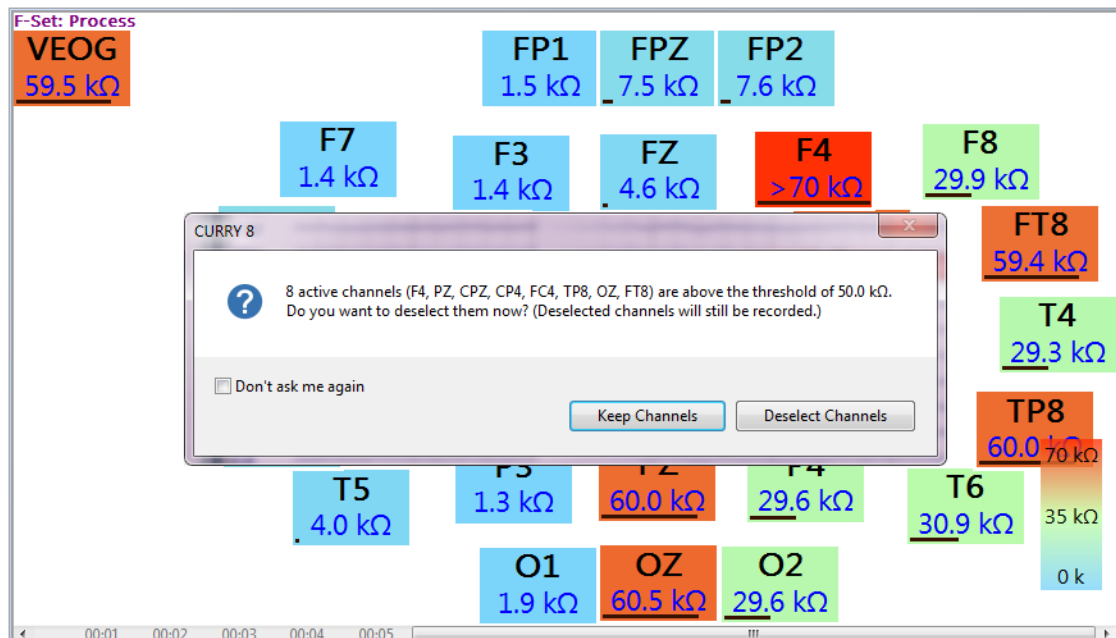 F-Set: Process
VEOG
59.5 kΩ
FP1
1.5 kΩ
FPZ
7.5 kΩ
FP2
7.6 kΩ
F7
1.4 kΩ
F3
1.4 kΩ
FZ
4.6 kΩ
F4
>70 kΩ
F8
29.9 kΩ
FT8
59.4 kΩ
CURRY 8
8 active channels (F4, PZ, CPZ, CP4, FC4, TP8, OZ, FT8) are above the threshold of 50.0 kΩ.
Do you want to deselect them now? (Deselected channels will still be recorded.)
Don't ask me again
Keep Channels
Deselect Channels
T4
29.3 kΩ
TP8
60.0 kΩ
T5
4.0 kΩ
P3
1.3 kΩ
PZ
60.0 kΩ
P4
29.6 kΩ
T6
30.9 kΩ
70 kΩ
35 kΩ
0 k
O1
1.9 kΩ
OZ
60.5 kΩ
O2
29.6 kΩ
00:01 00:02 00:03 00:04 00:05